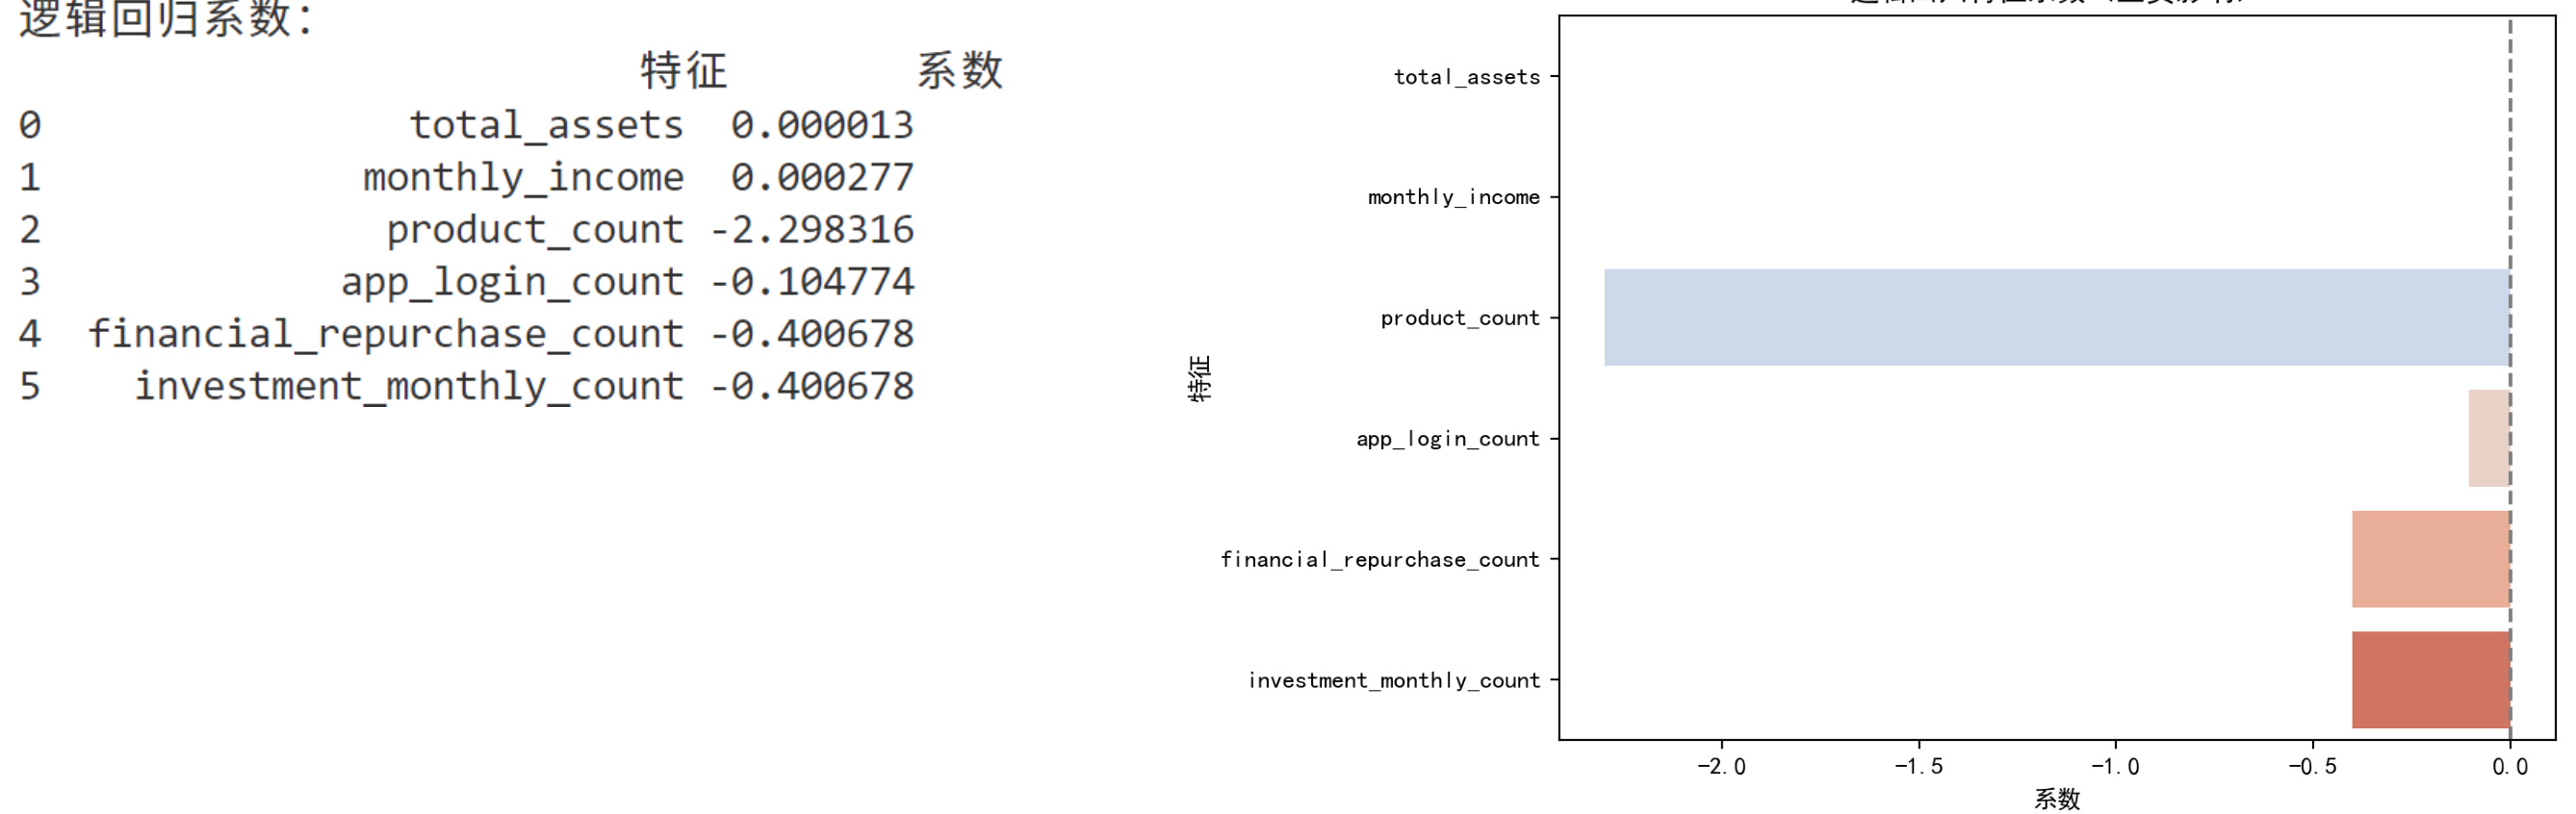 逻辑回归系数:
特征 系数
0 total_assets 0.000013
1 monthly_income 0.000277
2 product_count -2.298316
3 app_login_count -0.104774
4 financial_repurchase_count -0.400678
5 investment_monthly_count -0.400678
total_assets
monthly_income
product_count
app_login_count
financial_repurchase_count
investment_monthly_count
特征
-2.0 -1.5 -1.0 -0.5 0.0
系数